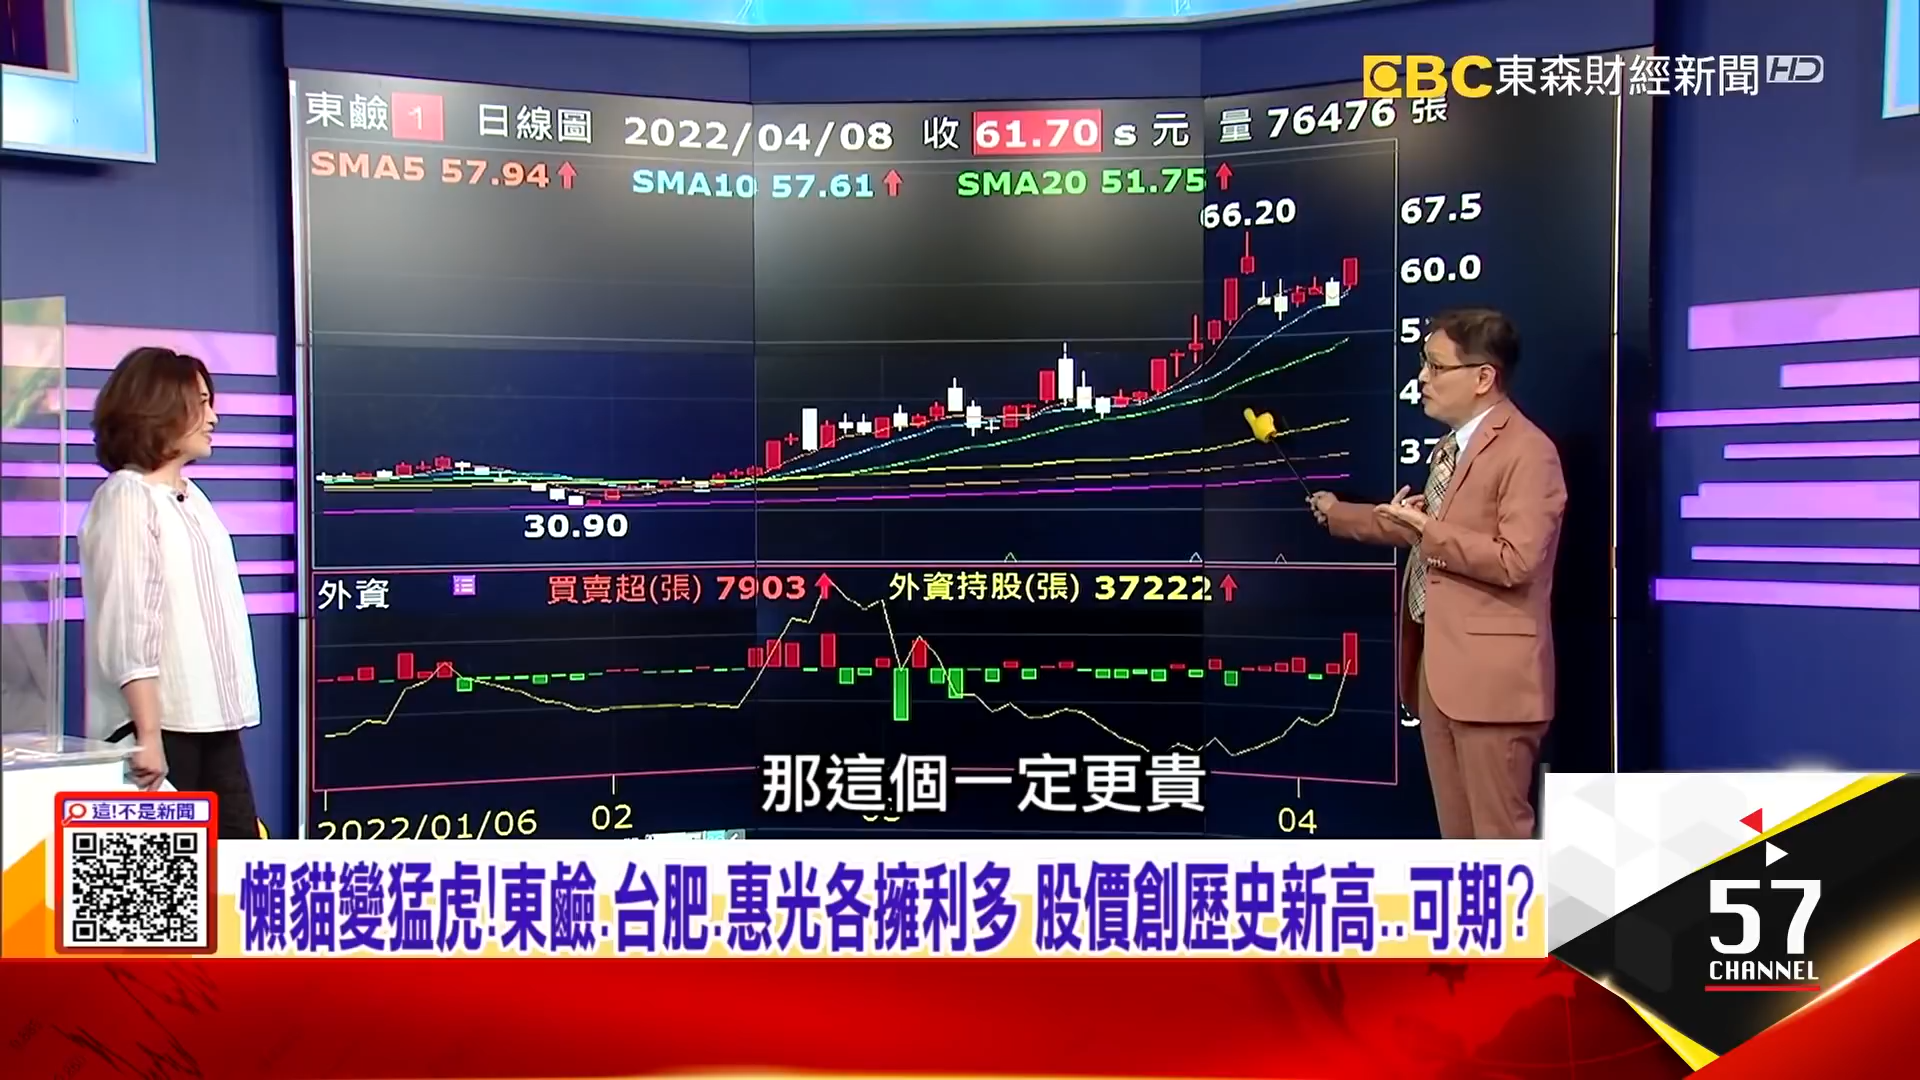 EBC東森財經新聞HD
東鹼 1 日線圖 2022/04/08 收 61.70 s 元 量 76476 張
SMA5 57.94↑ SMA10 57.61↑ SMA20 51.75↑
66.20
67.5
60.0
30.90
外資 買賣超(張) 7903↑ 外資持股(張) 37222↑
那這個一定更貴
2022/01/06 02 04
這!不是新聞
懶貓變猛虎!東鹼.台肥.惠光各擁利多 股價創歷史新高..可期?
57
CHANNEL